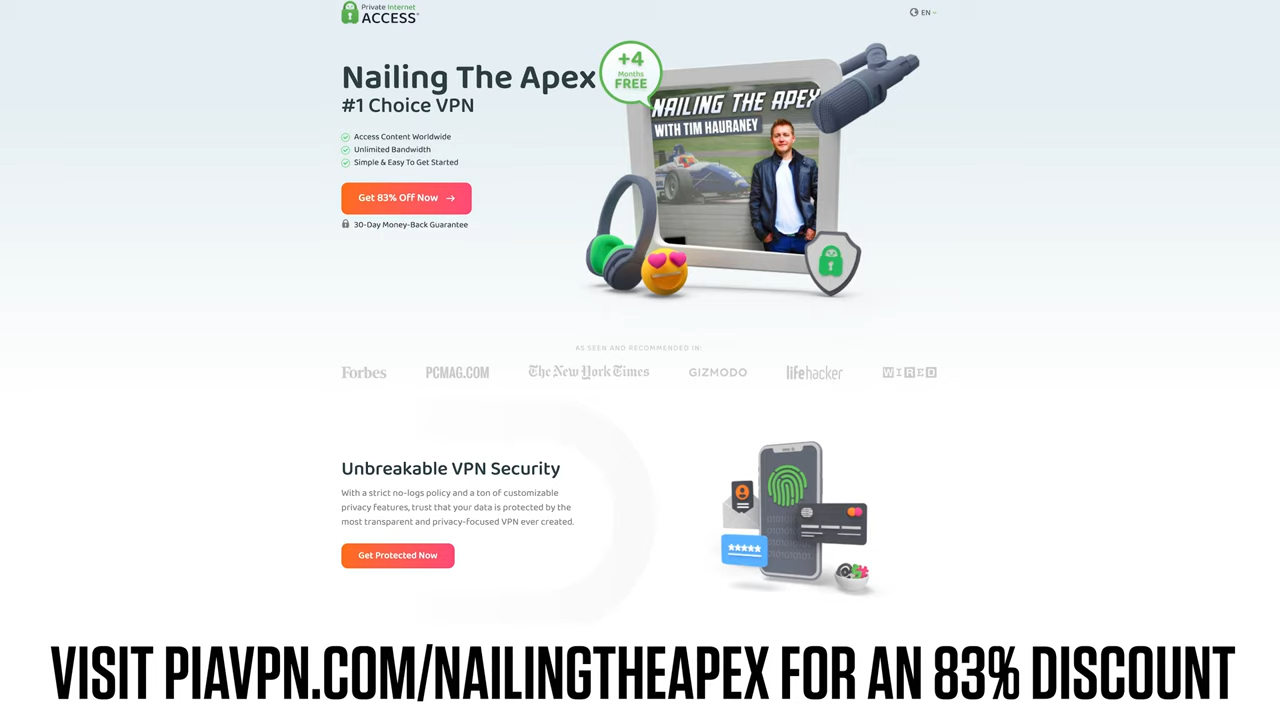 Private Internet
ACCESS
EN
Nailing The Apex
#1 Choice VPN
Access Content Worldwide
Unlimited Bandwidth
Simple & Easy To Get Started
Get 83% Off Now →
30-Day Money-Back Guarantee
+4
Months
FREE
NAILING THE APEX
WITH TIM HAURANEY
AS SEEN AND RECOMMENDED IN:
Forbes PCMAG.COM The New York Times GIZMODO lifehacker WIRED
Unbreakable VPN Security
With a strict no-logs policy and a ton of customizable
privacy features, trust that your data is protected by the
most transparent and privacy-focused VPN ever created.
Get Protected Now
VISIT PIAVPN.COM/NAILINGTHEAPEX FOR AN 83% DISCOUNT